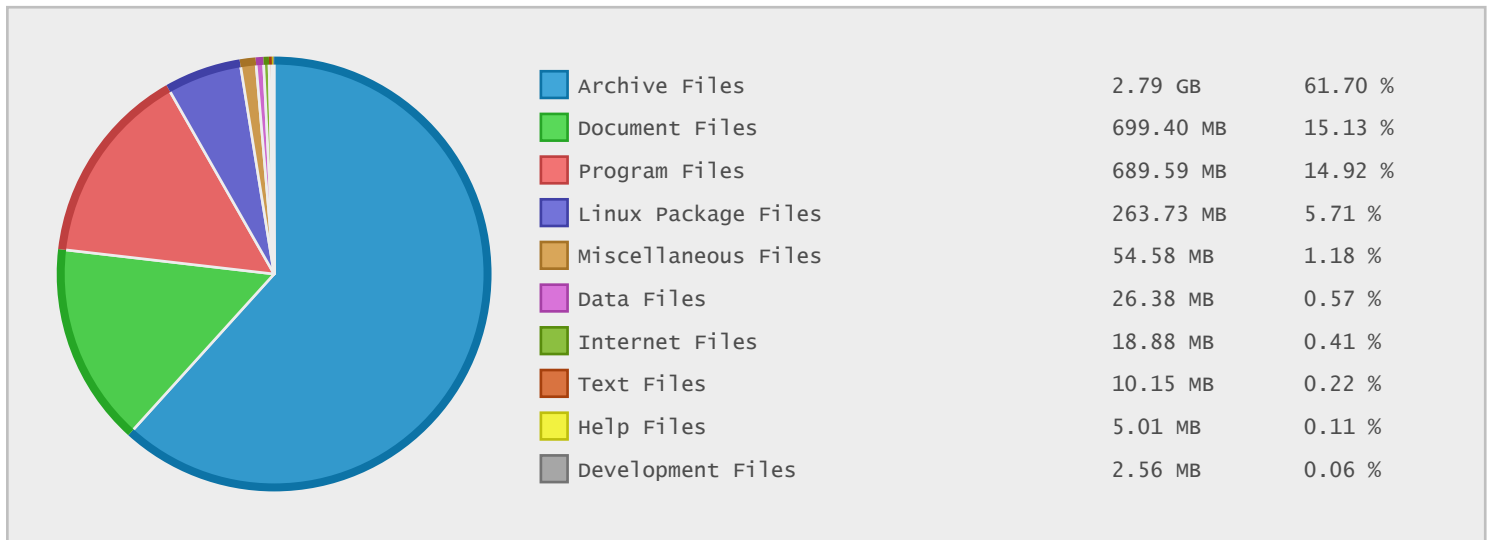 Archive Files 2.79 GB 61.70 %
Document Files 699.40 MB 15.13 %
Program Files 689.59 MB 14.92 %
Linux Package Files 263.73 MB 5.71 %
Miscellaneous Files 54.58 MB 1.18 %
Data Files 26.38 MB 0.57 %
Internet Files 18.88 MB 0.41 %
Text Files 10.15 MB 0.22 %
Help Files 5.01 MB 0.11 %
Development Files 2.56 MB 0.06 %